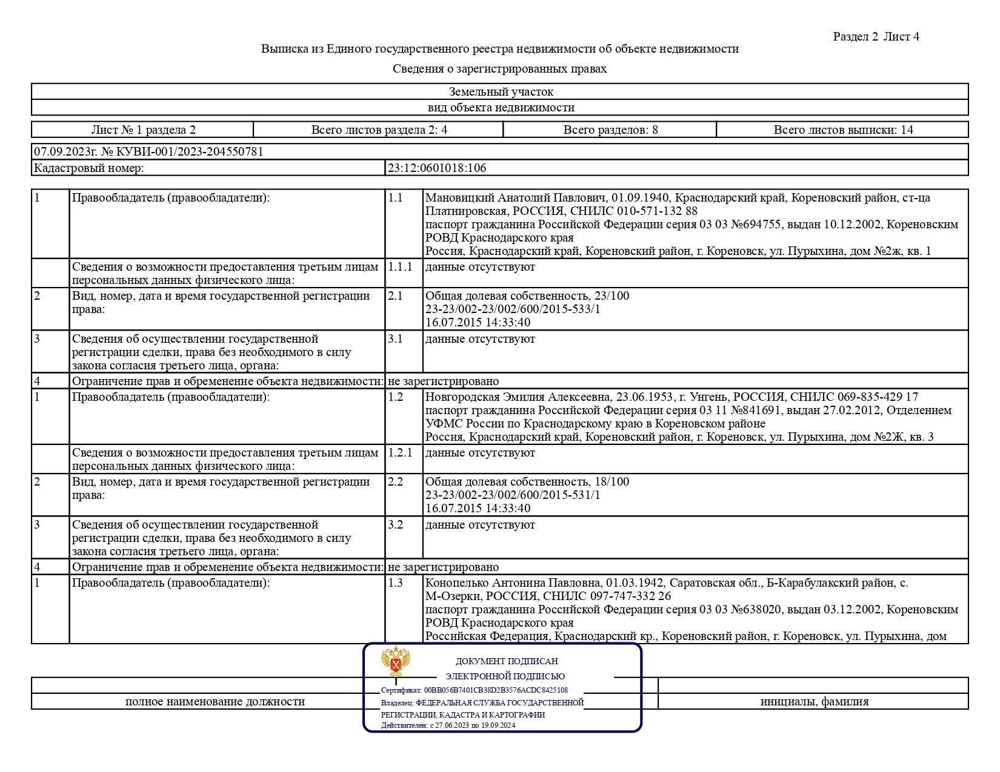 Раздел 2 Лист 4
Выписка из Единого государственного реестра недвижимости об объекте недвижимости
Сведения о зарегистрированных правах
Земельный участок
вид объекта недвижимости
Лист № 1 раздела 2 Всего листов раздела 2: 4 Всего разделов: 8 Всего листов выписки: 14
07.09.2023г. № КУВИ-001/2023-204550781
Кадастровый номер: 23:12:0601018:106
1 Правообладатель (правообладатели): 1.1 Мановицкий Анатолий Павлович, 01.09.1940, Краснодарский край, Кореновский район, ст-ца
Платнировская, РОССИЯ, СНИЛС 010-571-132 88
паспорт гражданина Российской Федерации серия 03 03 №694755, выдан 10.12.2002, Кореновским
РОВД Краснодарского края
Россия, Краснодарский край, Кореновский район, г. Кореновск, ул. Пурыхина, дом №2ж, кв. 1
Сведения о возможности предоставления третьим лицам 1.1.1 данные отсутствуют
персональных данных физического лица:
2 Вид, номер, дата и время государственной регистрации 2.1 Общая долевая собственность, 23/100
права: 23-23/002-23/002/600/2015-533/1
16.07.2015 14:33:40
3 Сведения об осуществлении государственной 3.1 данные отсутствуют
регистрации сделки, права без необходимого в силу
закона согласия третьего лица, органа:
4 Ограничение прав и обременение объекта недвижимости: не зарегистрировано
1 Правообладатель (правообладатели): 1.2 Новгородская Эмилия Алексеевна, 23.06.1953, г. Унгень, РОССИЯ, СНИЛС 069-835-429 17
паспорт гражданина Российской Федерации серия 03 11 №841691, выдан 27.02.2012, Отделением
УФМС России по Краснодарскому краю в Кореновском районе
Россия, Краснодарский край, Кореновский район, г. Кореновск, ул. Пурыхина, дом №2Ж, кв. 3
Сведения о возможности предоставления третьим лицам 1.2.1 данные отсутствуют
персональных данных физического лица:
2 Вид, номер, дата и время государственной регистрации 2.2 Общая долевая собственность, 18/100
права: 23-23/002-23/002/600/2015-531/1
16.07.2015 14:33:40
3 Сведения об осуществлении государственной 3.2 данные отсутствуют
регистрации сделки, права без необходимого в силу
закона согласия третьего лица, органа:
4 Ограничение прав и обременение объекта недвижимости: не зарегистрировано
1 Правообладатель (правообладатели): 1.3 Конопелько Антонина Павловна, 01.03.1942, Саратовская обл., Б-Карабулакский район, с.
М-Озерки, РОССИЯ, СНИЛС 097-747-332 26
паспорт гражданина Российской Федерации серия 03 03 №638020, выдан 03.12.2002, Кореновским
РОВД Краснодарского края
Российская Федерация, Краснодарский кр., Кореновский район, г. Кореновск, ул. Пурыхина, дом
ДОКУМЕНТ ПОДПИСАН
ЭЛЕКТРОННОЙ ПОДПИСЬЮ
Сертификат: 00BB056B7401CB38D2B3576ACDC8425108
Владелец: ФЕДЕРАЛЬНАЯ СЛУЖБА ГОСУДАРСТВЕННОЙ
РЕГИСТРАЦИИ, КАДАСТРА И КАРТОГРАФИИ
Действителен: с 27.06.2023 по 19.09.2024
полное наименование должности инициалы, фамилия